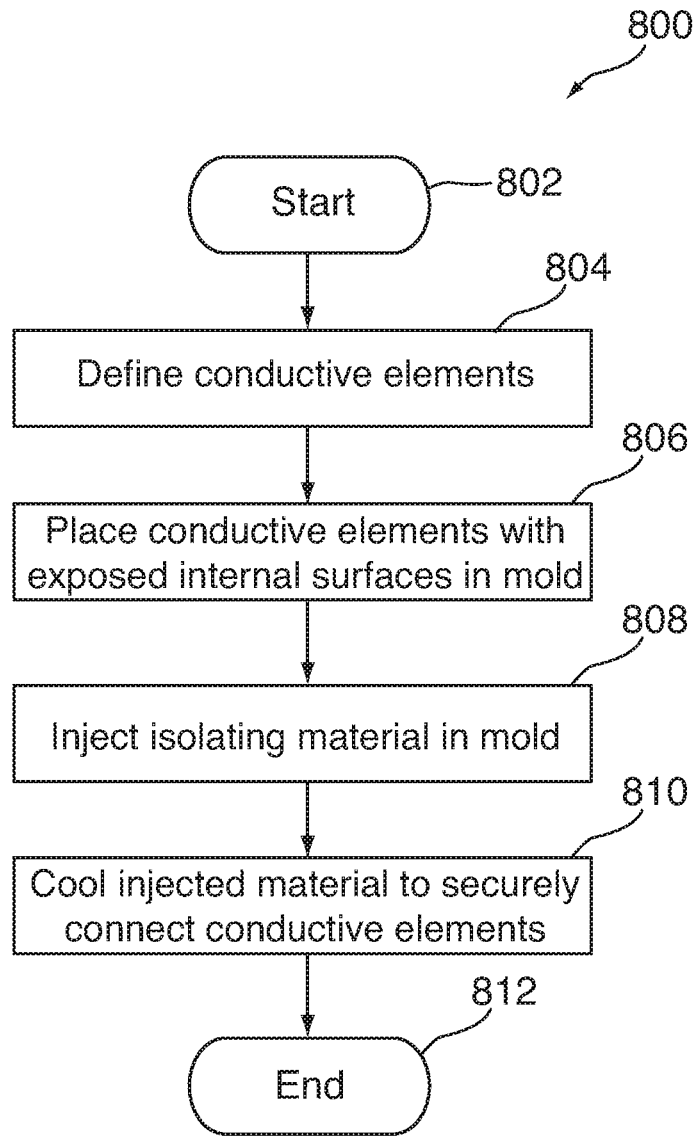 800
Start
802
804
Define conductive elements
806
Place conductive elements with
exposed internal surfaces in mold
808
Inject isolating material in mold
810
Cool injected material to securely
connect conductive elements
812
End